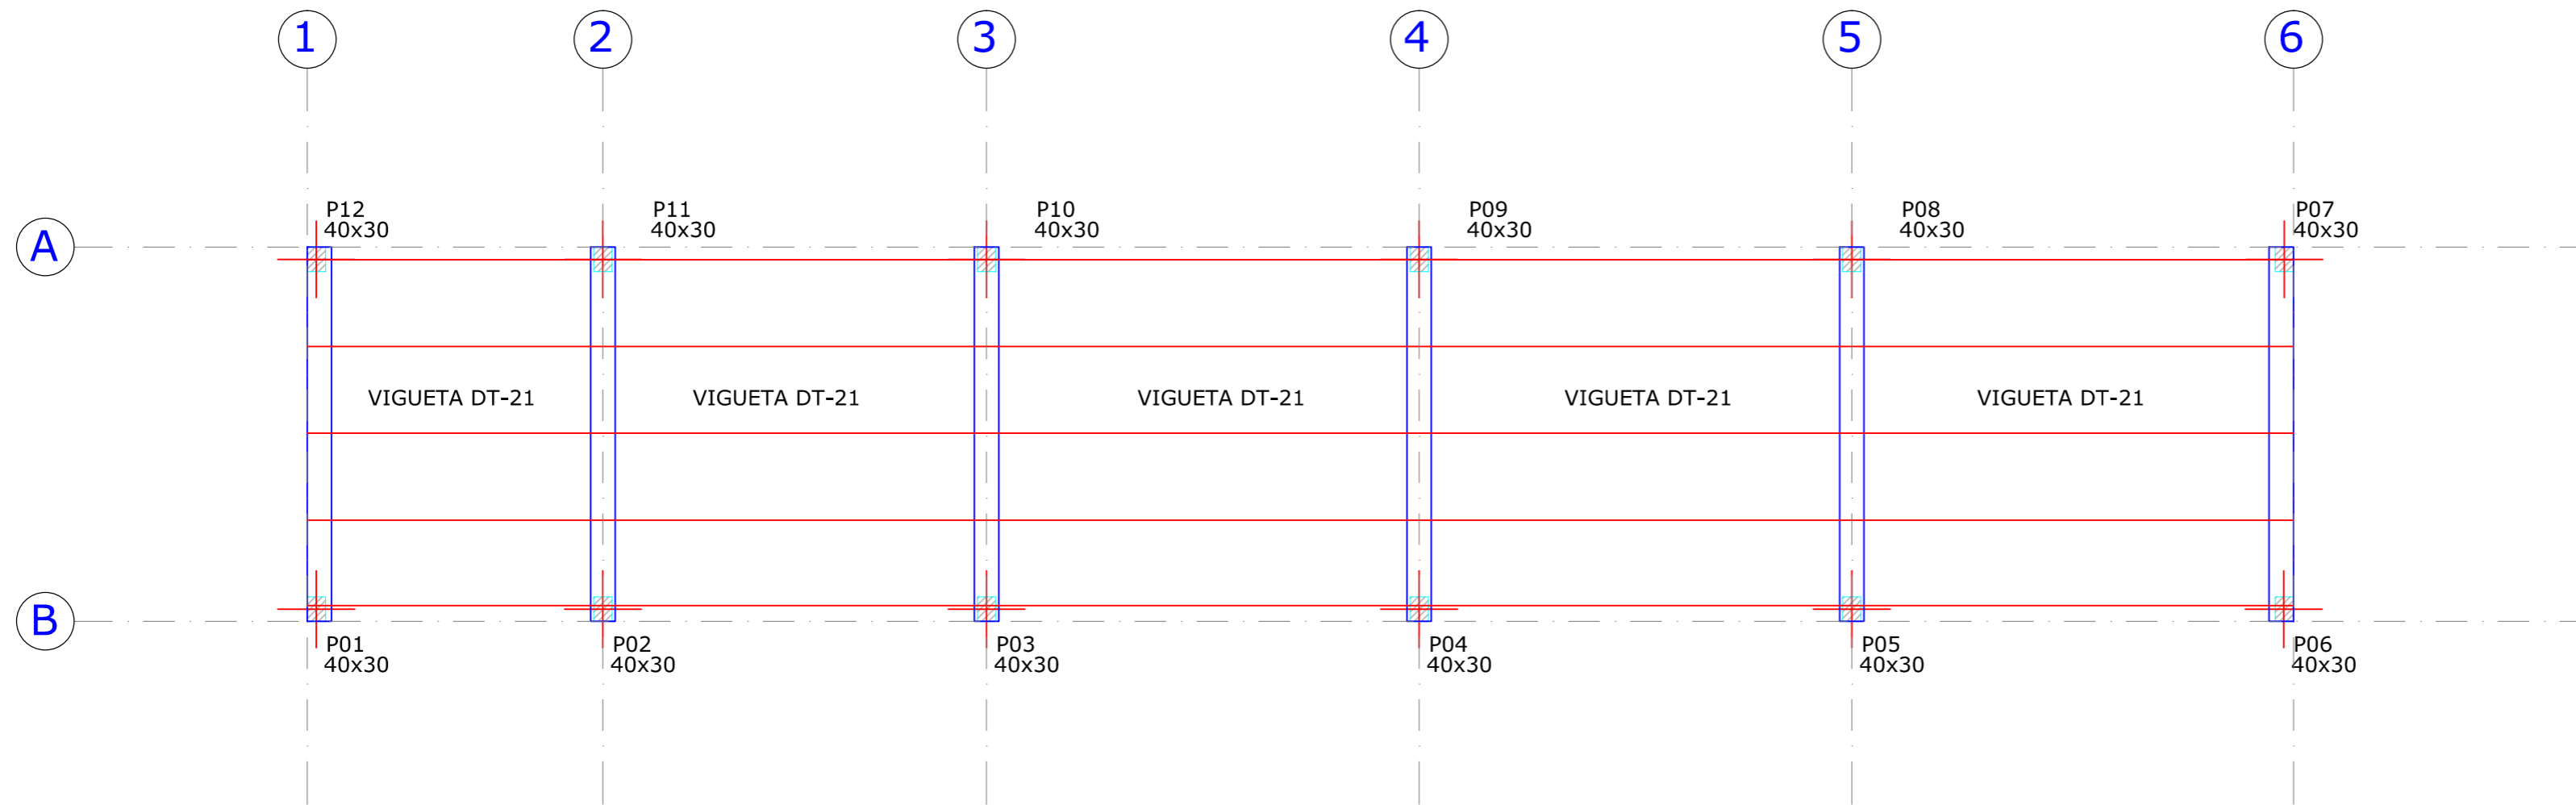 1 2 3 4 5 6
P12 P11 P10 P09 P08 P07
40x30 40x30 40x30 40x30 40x30 40x30
A
VIGUETA DT-21 VIGUETA DT-21 VIGUETA DT-21 VIGUETA DT-21 VIGUETA DT-21
B
P01 P02 P03 P04 P05 P06
40x30 40x30 40x30 40x30 40x30 40x30